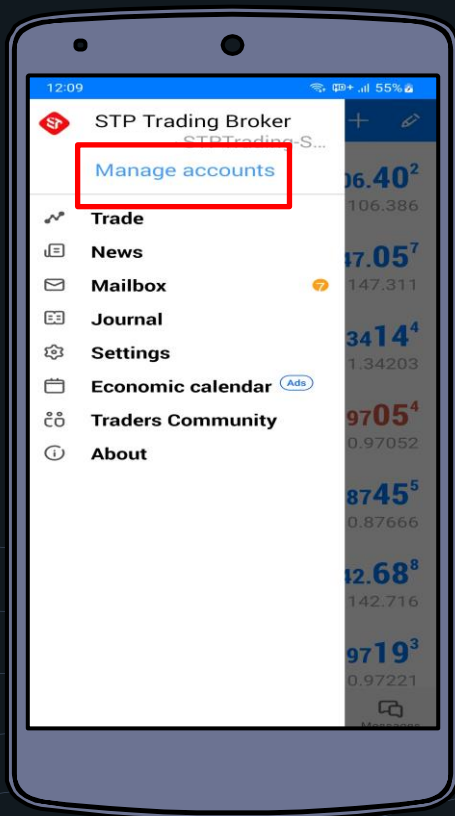 12:09
55%
STP Trading Broker
STPTrading-S...
Manage accounts
Trade
News
Mailbox 7
Journal
Settings
Economic calendar Ads
Traders Community
About
06.40²
106.386
47.05⁷
147.311
3414⁴
1.34203
9705⁴
0.97052
8745⁵
0.87666
42.68⁸
142.716
9719³
0.97221
Messages